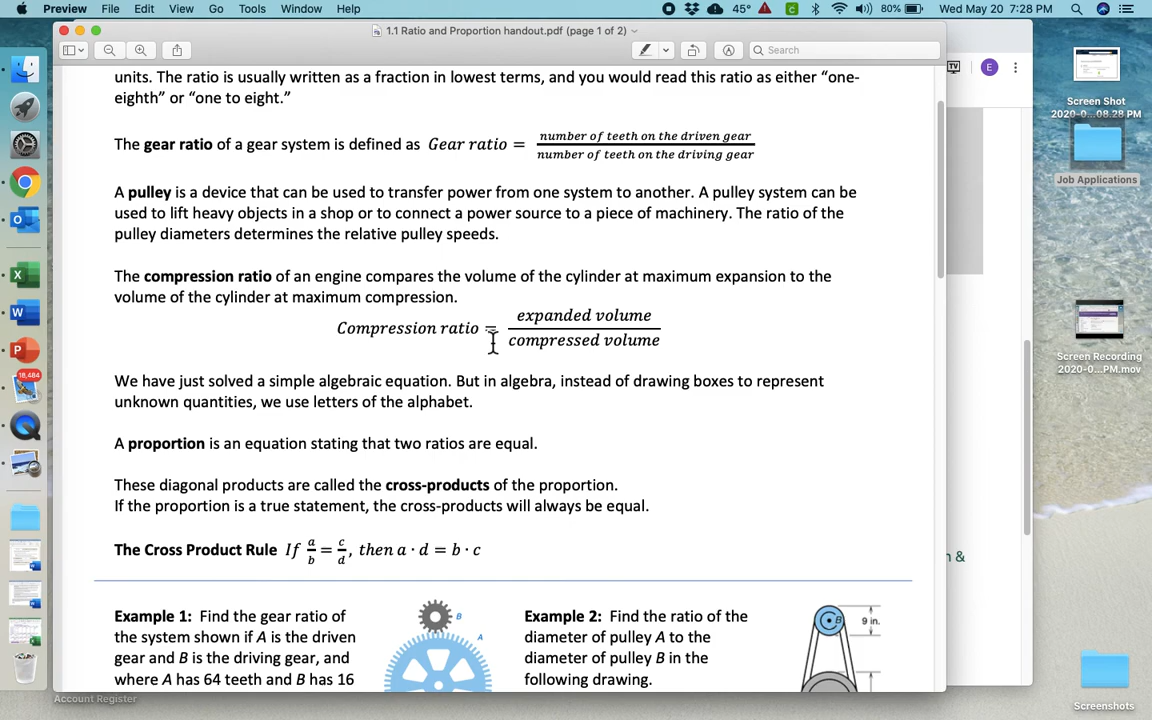 Preview File Edit View Go Tools Window Help 45° 80% Wed May 20 7:28 PM
1.1 Ratio and Proportion handout.pdf (page 1 of 2)
Search
units. The ratio is usually written as a fraction in lowest terms, and you would read this ratio as either “one-
eighth” or “one to eight.”
The gear ratio of a gear system is defined as Gear ratio = number of teeth on the driven gear
number of teeth on the driving gear
A pulley is a device that can be used to transfer power from one system to another. A pulley system can be
used to lift heavy objects in a shop or to connect a power source to a piece of machinery. The ratio of the
pulley diameters determines the relative pulley speeds.
The compression ratio of an engine compares the volume of the cylinder at maximum expansion to the
volume of the cylinder at maximum compression.
Compression ratio = expanded volume
compressed volume
We have just solved a simple algebraic equation. But in algebra, instead of drawing boxes to represent
unknown quantities, we use letters of the alphabet.
A proportion is an equation stating that two ratios are equal.
These diagonal products are called the cross-products of the proportion.
If the proportion is a true statement, the cross-products will always be equal.
The Cross Product Rule If a/b = c/d, then a · d = b · c
Example 1: Find the gear ratio of
the system shown if A is the driven
gear and B is the driving gear, and
where A has 64 teeth and B has 16
B
A
Example 2: Find the ratio of the
diameter of pulley A to the
diameter of pulley B in the
following drawing.
B
9 in.
E
TV
n &
Screen Shot
2020-0...08.28 PM
Job Applications
Screen Recording
2020-0...PM.mov
Screenshots
Account Register
18,484